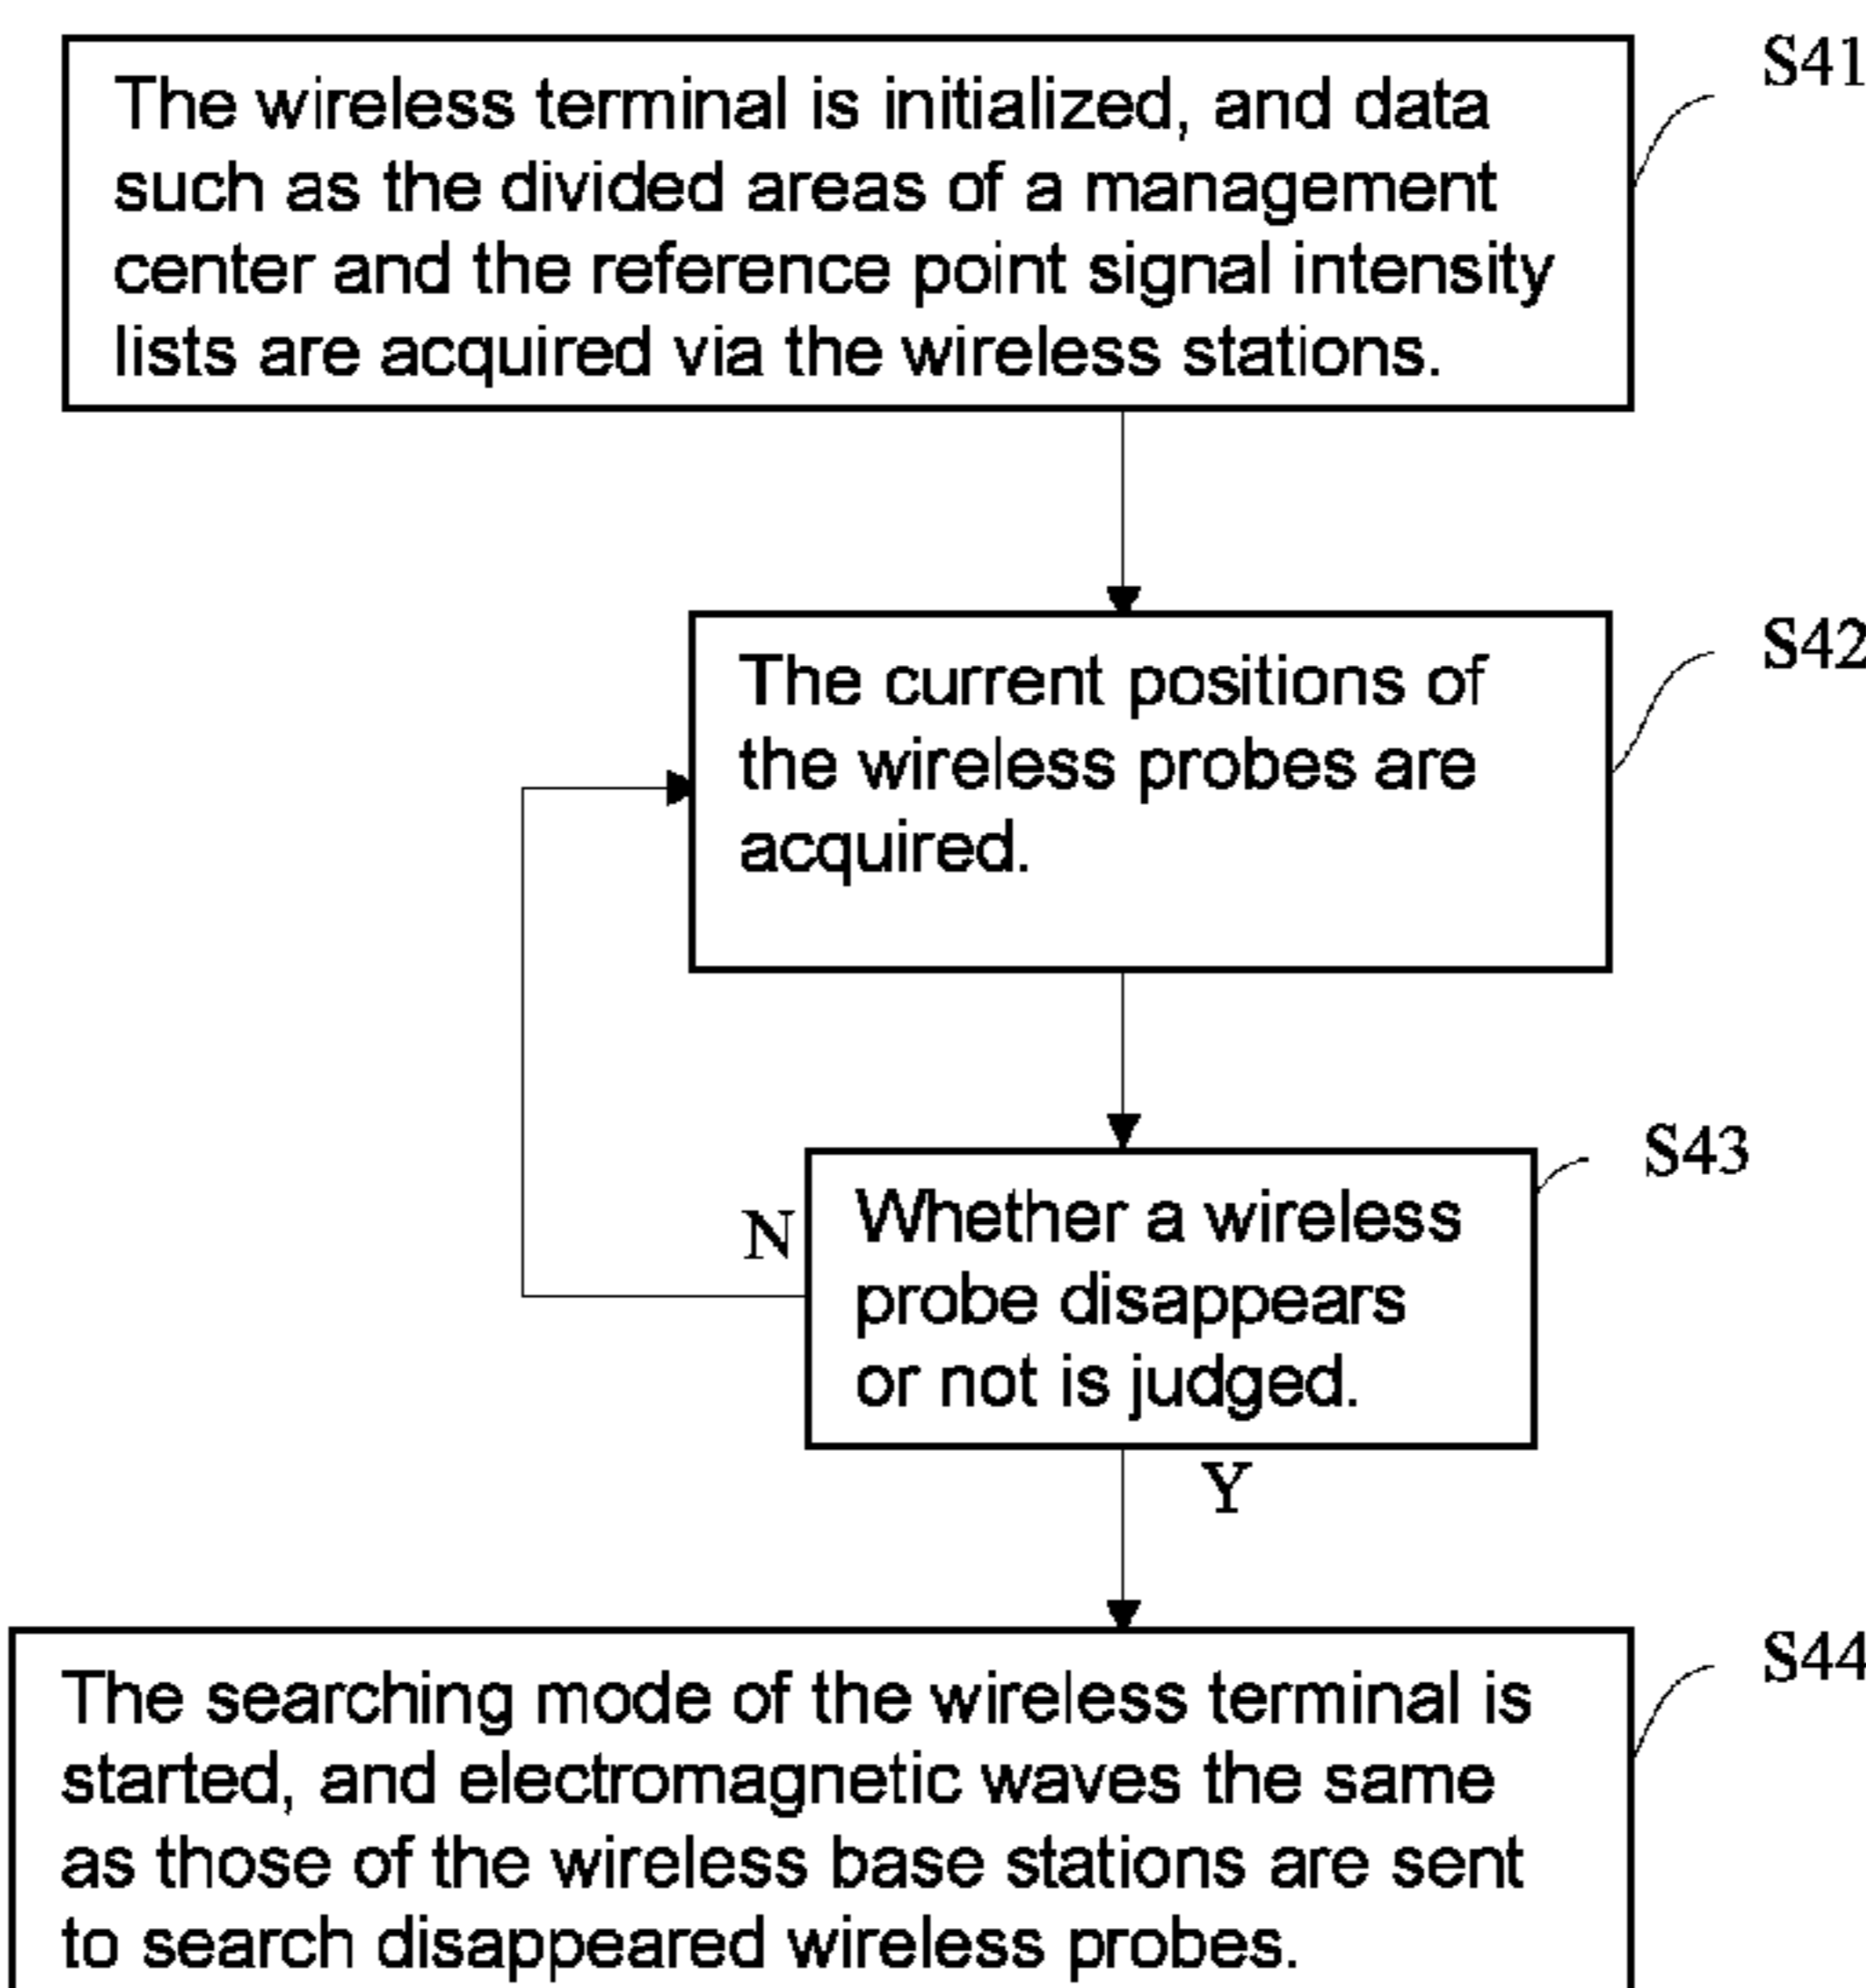 The wireless terminal is initialized, and data
such as the divided areas of a management
center and the reference point signal intensity
lists are acquired via the wireless stations.
S41
The current positions of
the wireless probes are
acquired.
S42
Whether a wireless
probe disappears
or not is judged.
S43
N
Y
The searching mode of the wireless terminal is
started, and electromagnetic waves the same
as those of the wireless base stations are sent
to search disappeared wireless probes.
S44